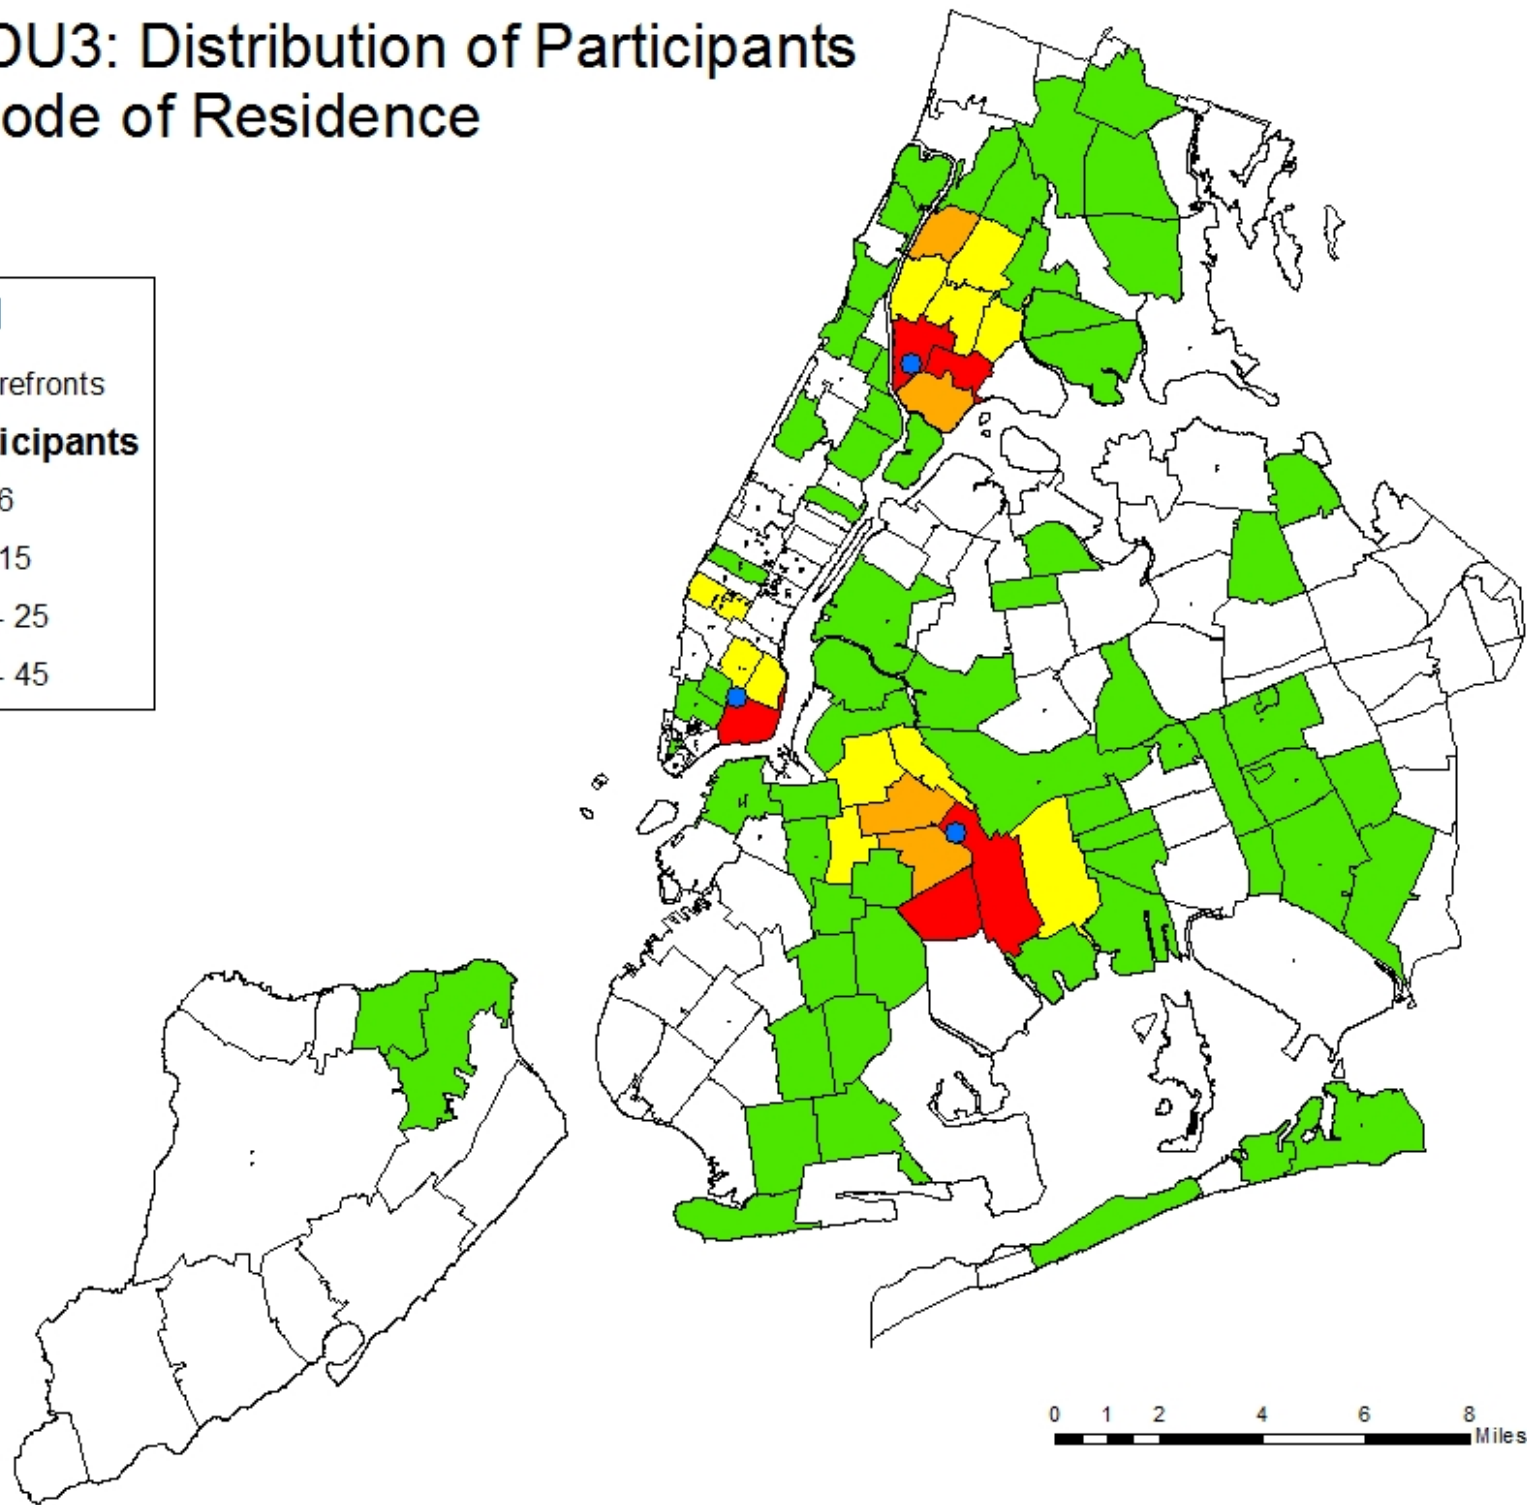 OU3: Distribution of Participants
ode of Residence
refronts
icipants
6
15
- 25
- 45
0 1 2 4 6 8
Miles